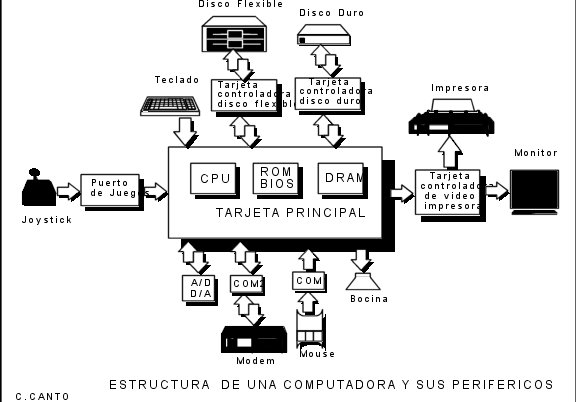 Disco Flexible
Disco Duro
Teclado
Tarjeta
controladora
disco flexible
Tarjeta
controladora
disco duro
Impresora
Monitor
CPU
ROM
BIOS
DRAM
TARJETA PRINCIPAL
Puerto
de Juegos
Joystick
Tarjeta
controladora
de video
impresora
A/D
D/A
COM2
COM
Bocina
Modem
Mouse
ESTRUCTURA DE UNA COMPUTADORA Y SUS PERIFERICOS
C.CANTO